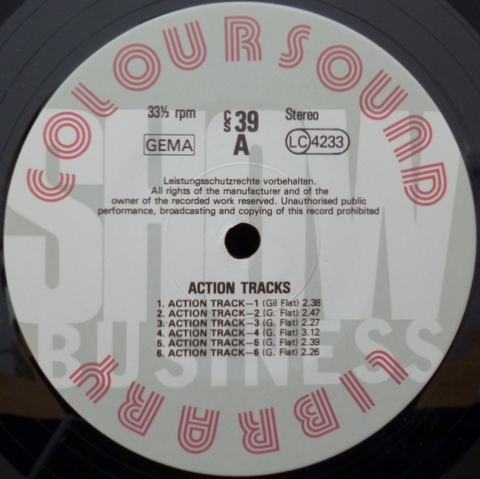 COLOURSOUND
33⅓ rpm
CS 39
Stereo
GEMA
A
LC 4233
Leistungsschutzrechte vorbehalten.
All rights of the manufacturer and of the
owner of the recorded work reserved. Unauthorised public
performance, broadcasting and copying of this record prohibited
SHOW
ACTION TRACKS
1. ACTION TRACK—1 (Gil Flat) 2.38
2. ACTION TRACK—2 (G. Flat) 2.47
3. ACTION TRACK—3 (G. Flat) 2.27
4. ACTION TRACK—4 (G. Flat) 3.12
5. ACTION TRACK—5 (G. Flat) 2.39
6. ACTION TRACK—6 (G. Flat) 2.26
BUSINESS
LIBRARY